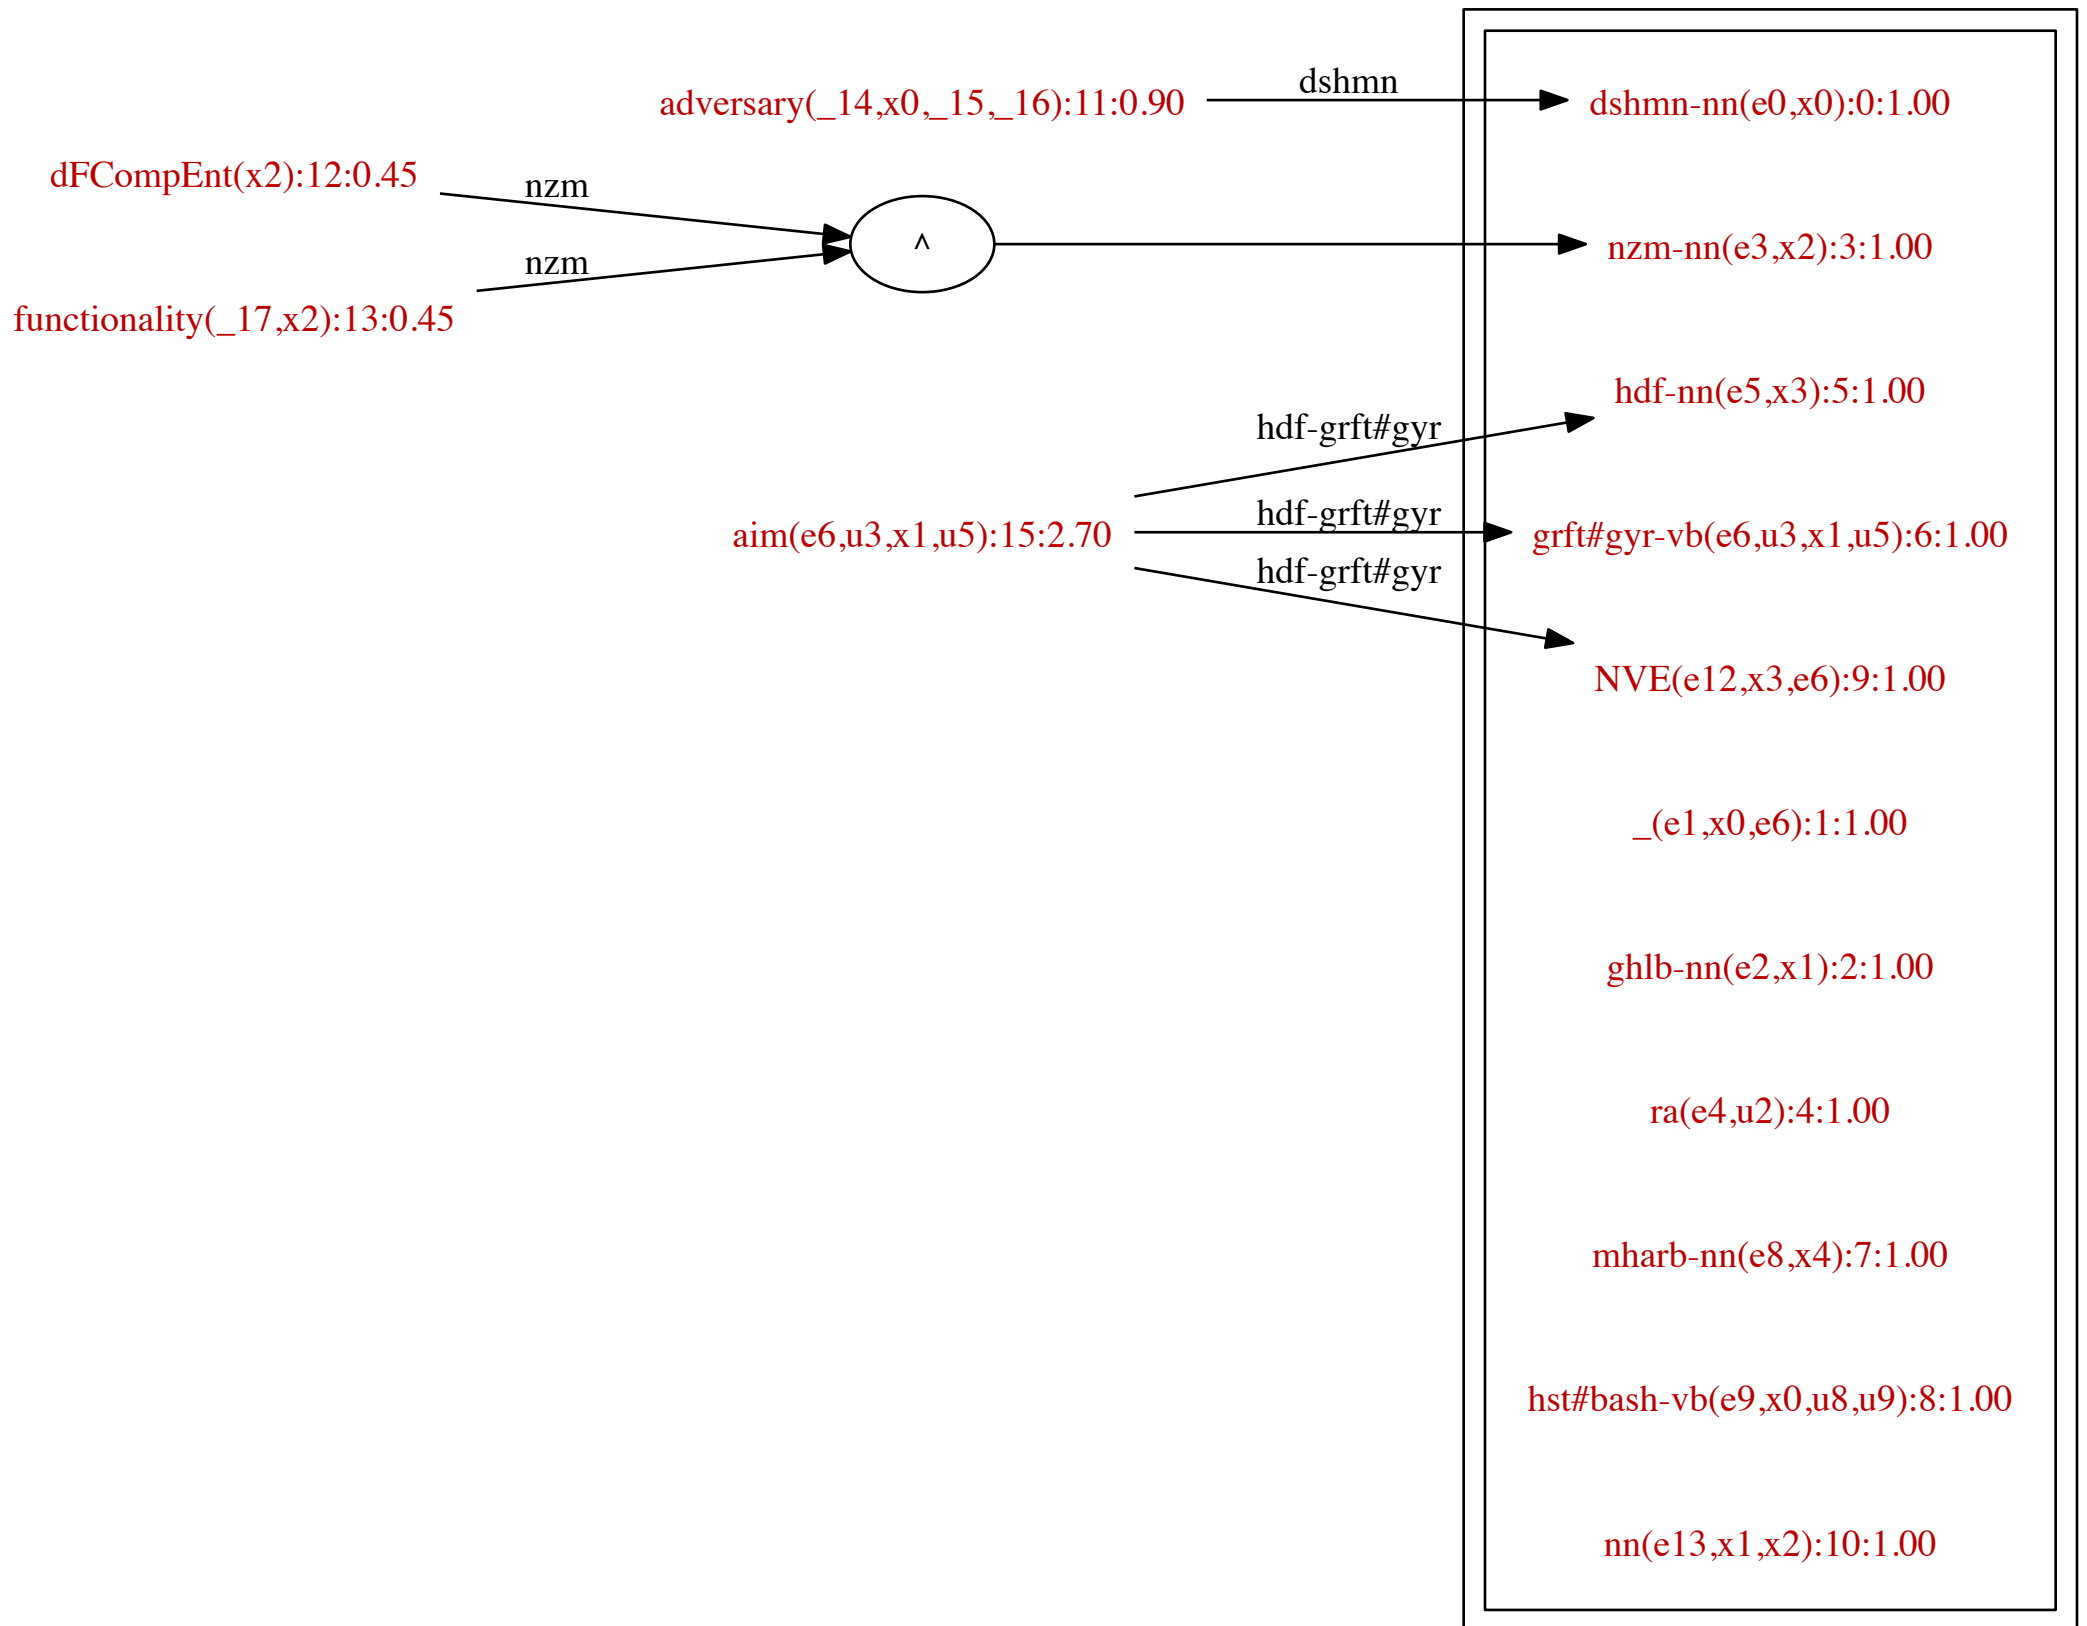 adversary(_14,x0,_15,_16):11:0.90
dshmn
dshmn-nn(e0,x0):0:1.00
dFCompEnt(x2):12:0.45
nzm
^
nzm-nn(e3,x2):3:1.00
functionality(_17,x2):13:0.45
nzm
hdf-nn(e5,x3):5:1.00
hdf-grft#gyr
aim(e6,u3,x1,u5):15:2.70
hdf-grft#gyr
grft#gyr-vb(e6,u3,x1,u5):6:1.00
hdf-grft#gyr
NVE(e12,x3,e6):9:1.00
_(e1,x0,e6):1:1.00
ghlb-nn(e2,x1):2:1.00
ra(e4,u2):4:1.00
mharb-nn(e8,x4):7:1.00
hst#bash-vb(e9,x0,u8,u9):8:1.00
nn(e13,x1,x2):10:1.00